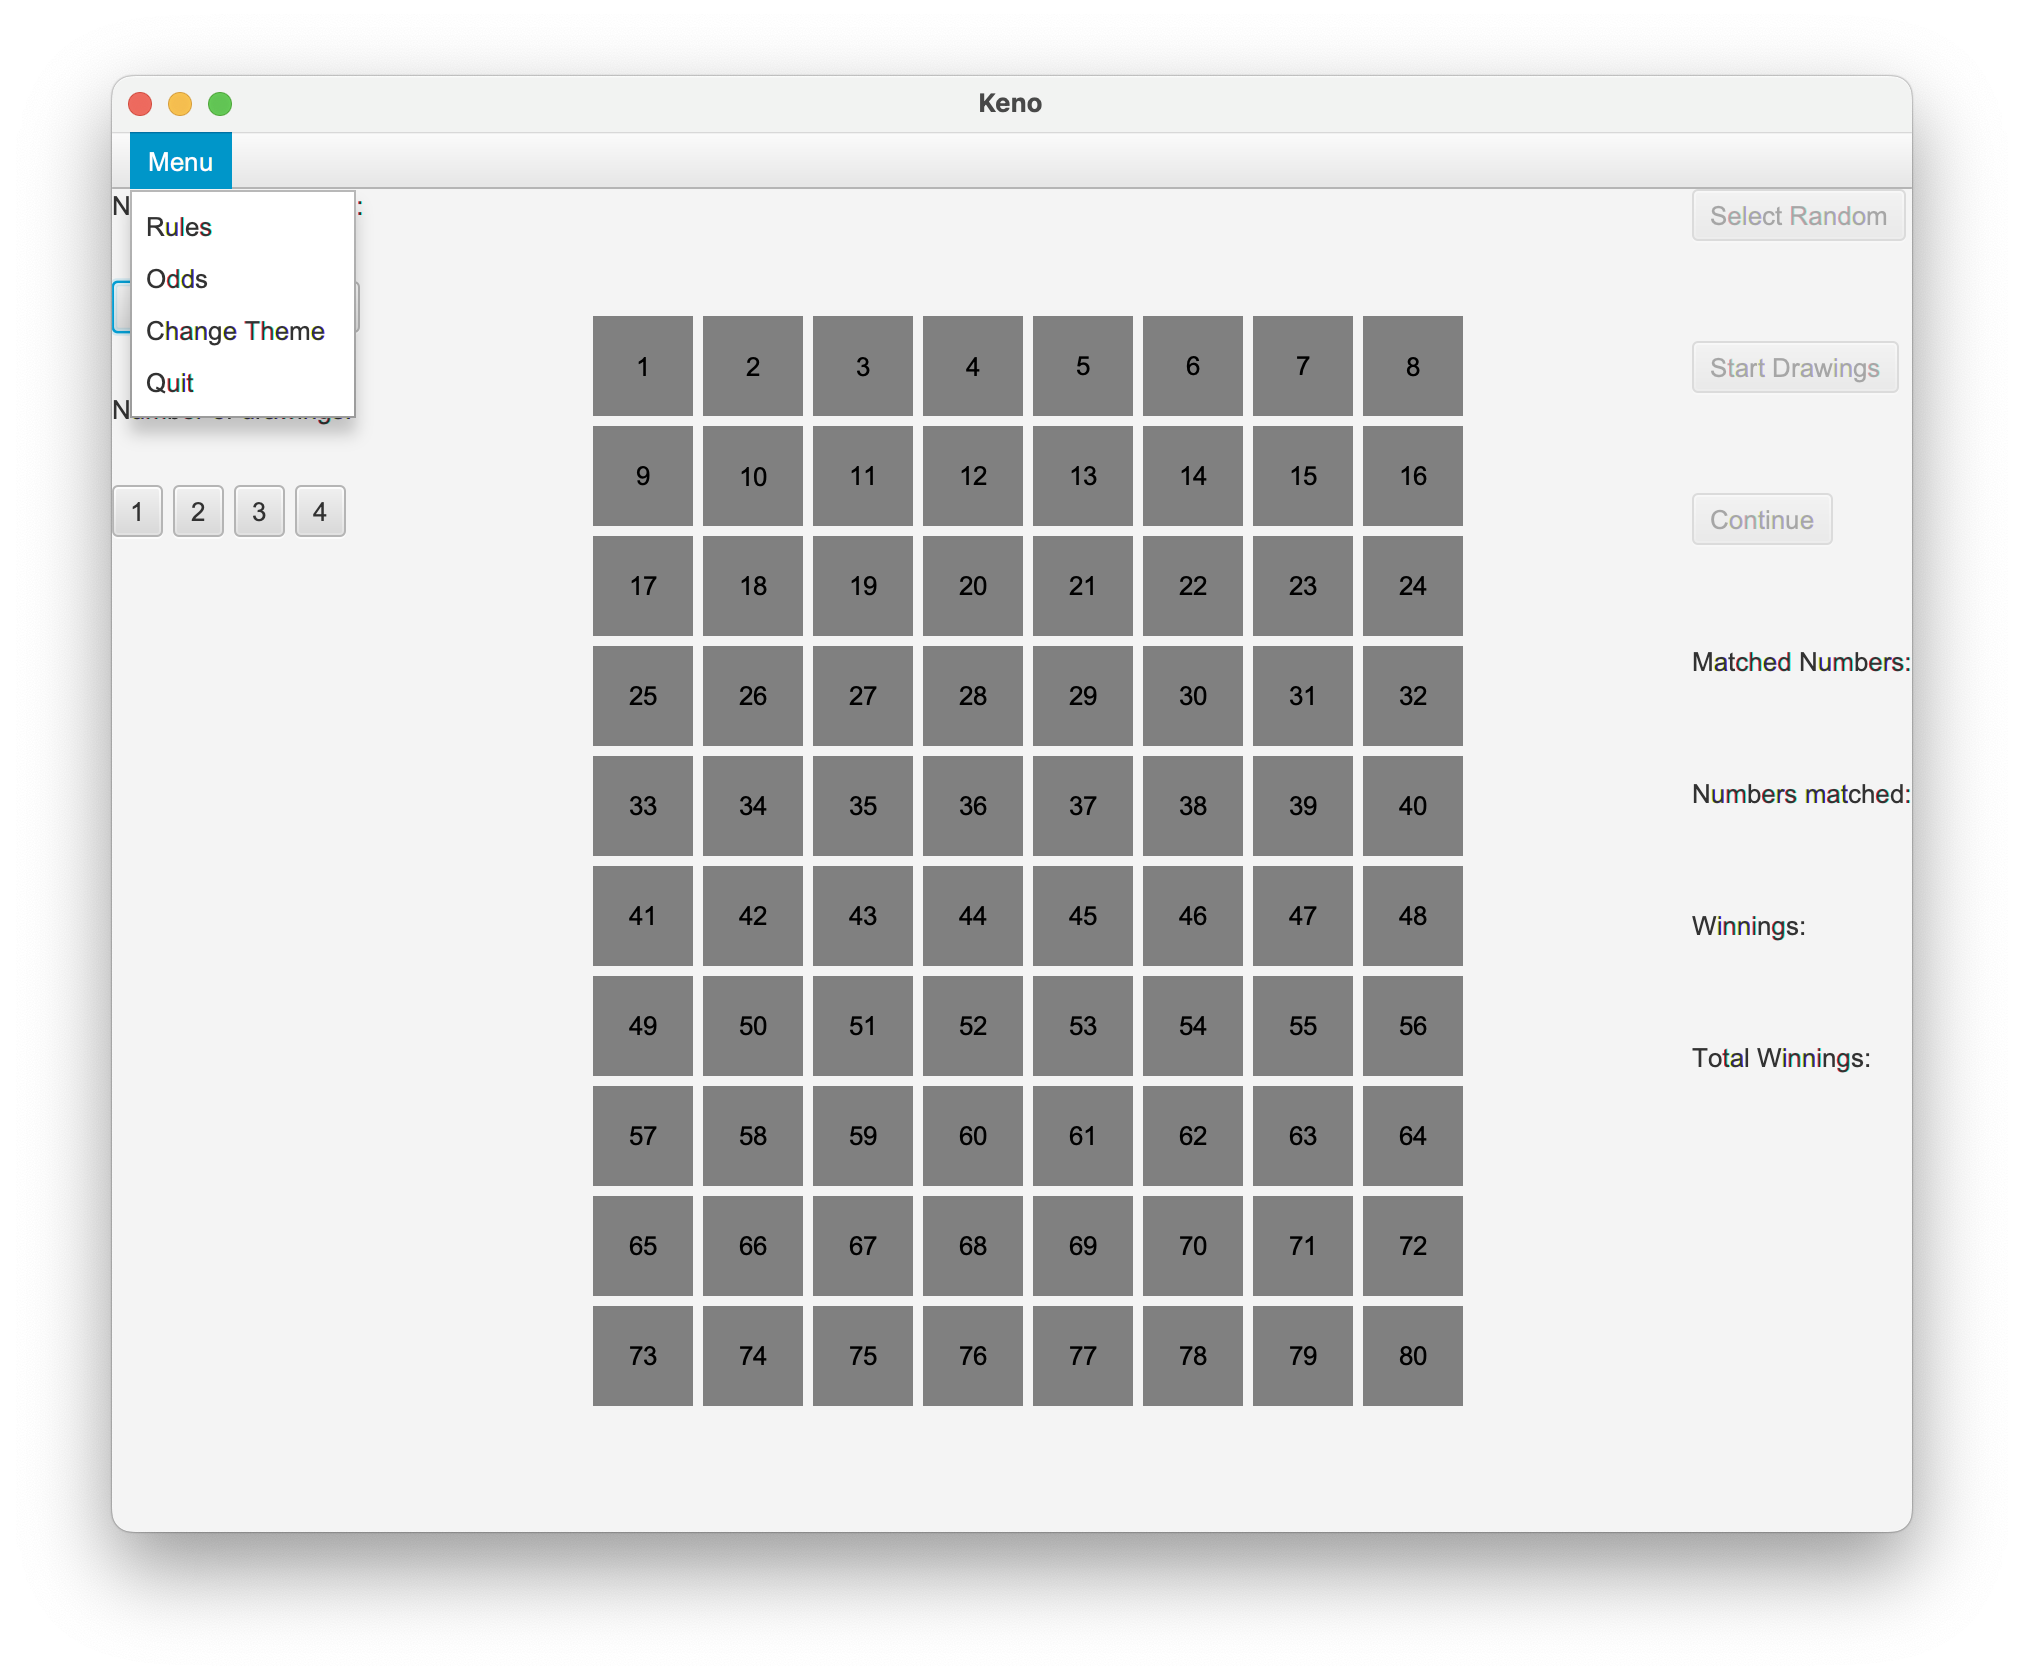 Keno
Menu
Rules
Odds
Change Theme
Quit
Select Random
Start Drawings
Continue
1 2 3 4
Matched Numbers:
Numbers matched:
Winnings:
Total Winnings:
1 2 3 4 5 6 7 8
9 10 11 12 13 14 15 16
17 18 19 20 21 22 23 24
25 26 27 28 29 30 31 32
33 34 35 36 37 38 39 40
41 42 43 44 45 46 47 48
49 50 51 52 53 54 55 56
57 58 59 60 61 62 63 64
65 66 67 68 69 70 71 72
73 74 75 76 77 78 79 80